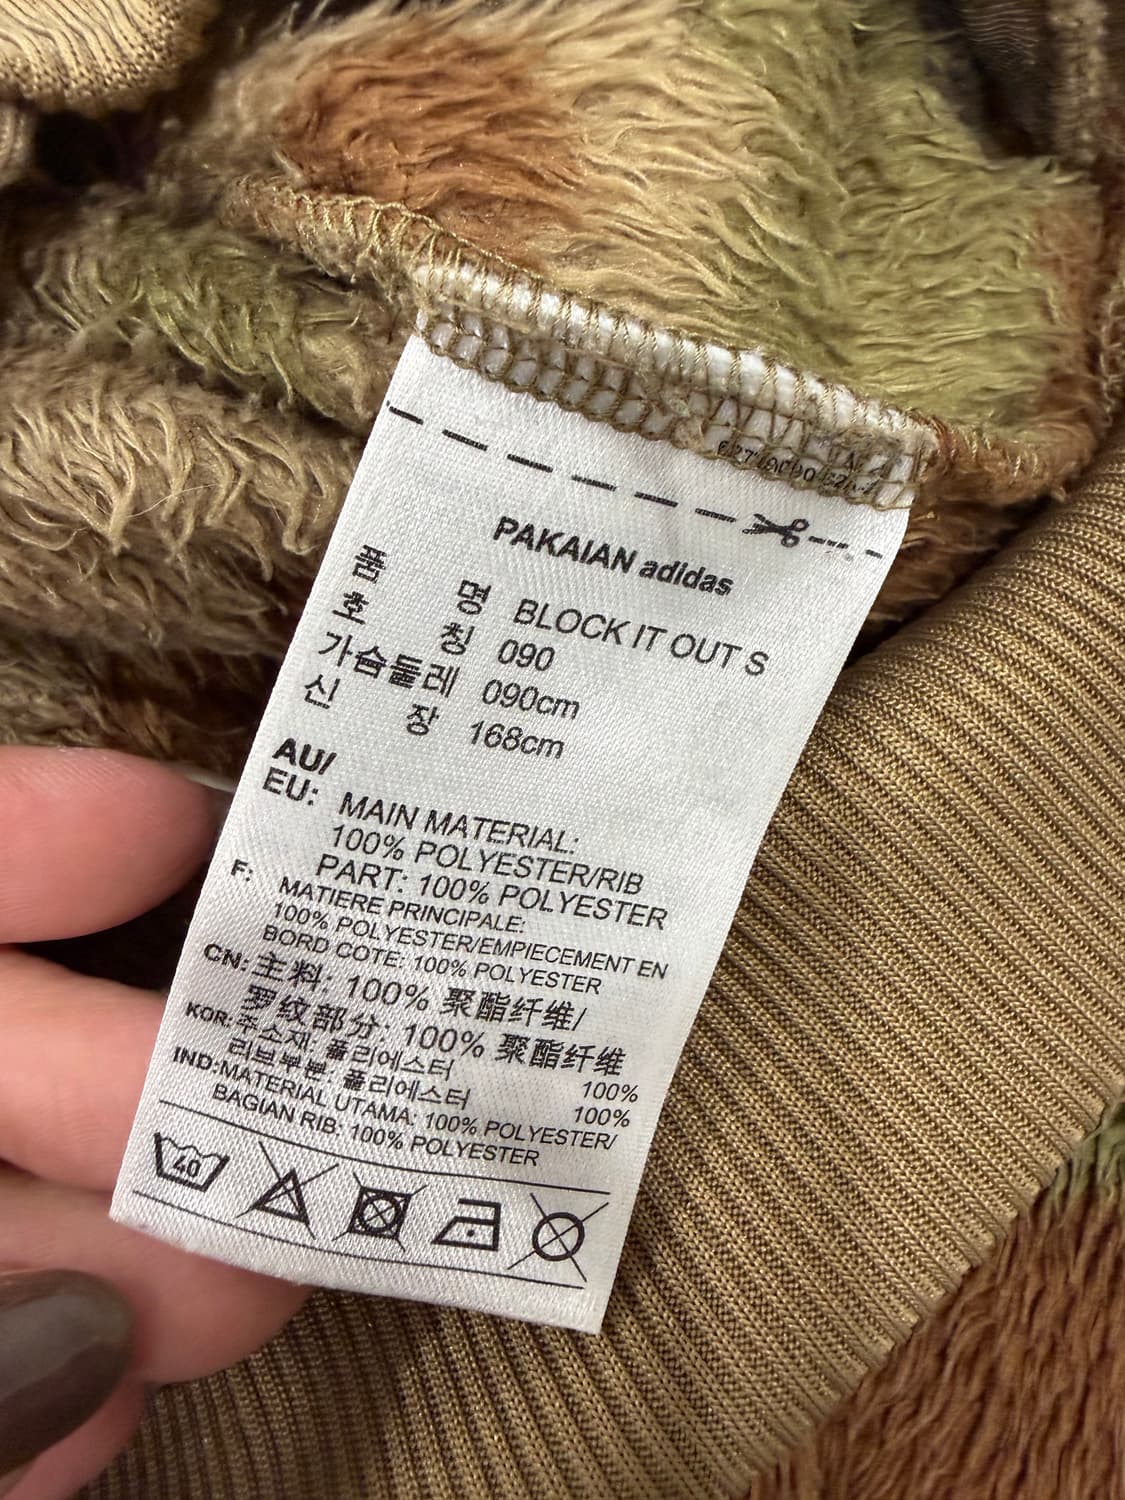 PAKAIAN adidas
품 명 BLOCK IT OUT S
호 칭 090
가슴둘레 090cm
신 장 168cm
AU/
EU: MAIN MATERIAL:
100% POLYESTER/RIB
PART: 100% POLYESTER
F: MATIERE PRINCIPALE:
100% POLYESTER/EMPIECEMENT EN
BORD COTE: 100% POLYESTER
CN: 主料: 100% 聚酯纤维/
罗纹部分: 100% 聚酯纤维
KOR: 주소재: 폴리에스터 100%
리브부분: 폴리에스터 100%
IND: MATERIAL UTAMA: 100% POLYESTER/
BAGIAN RIB: 100% POLYESTER
40